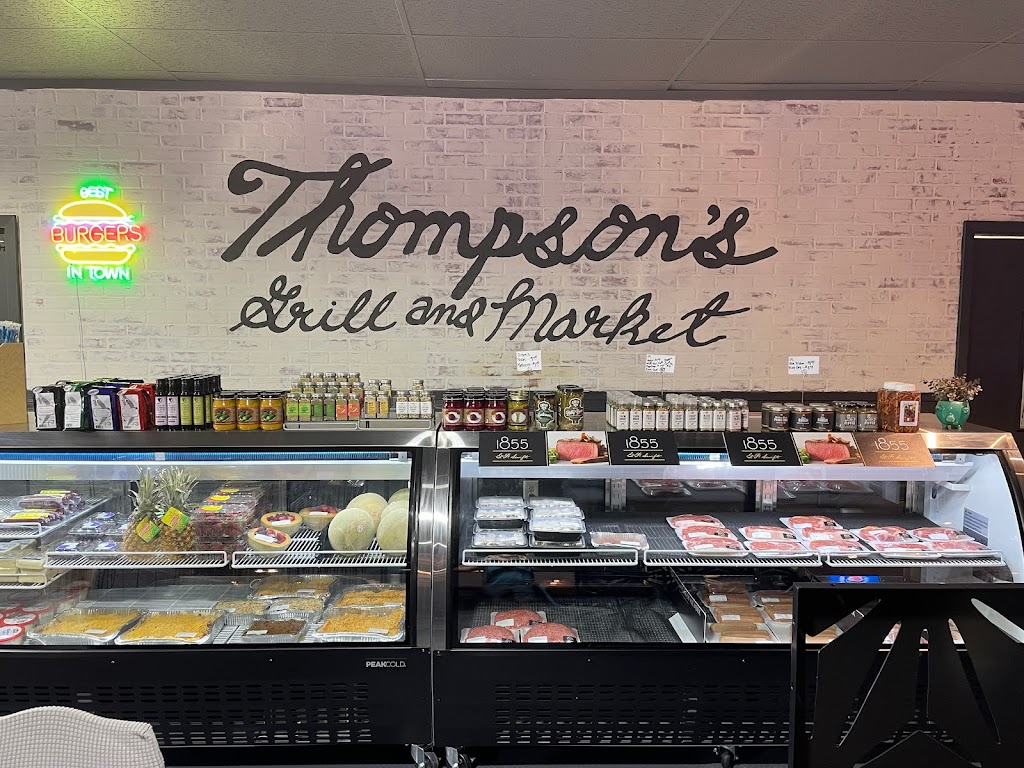 Thompson's
Grill and Market
BEST
BURGERS
IN TOWN
1855
1855
1855
1855
PEAKCOLD.